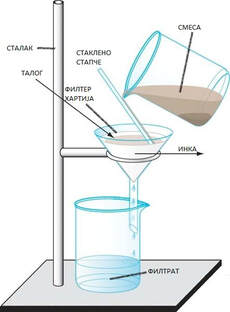 СМЕСА
СТАЛАК
СТАКЛЕНО
СТАПЧЕ
ТАЛОГ
ФИЛТЕР
ХАРТИЈА
ИНКА
ФИЛТРАТ